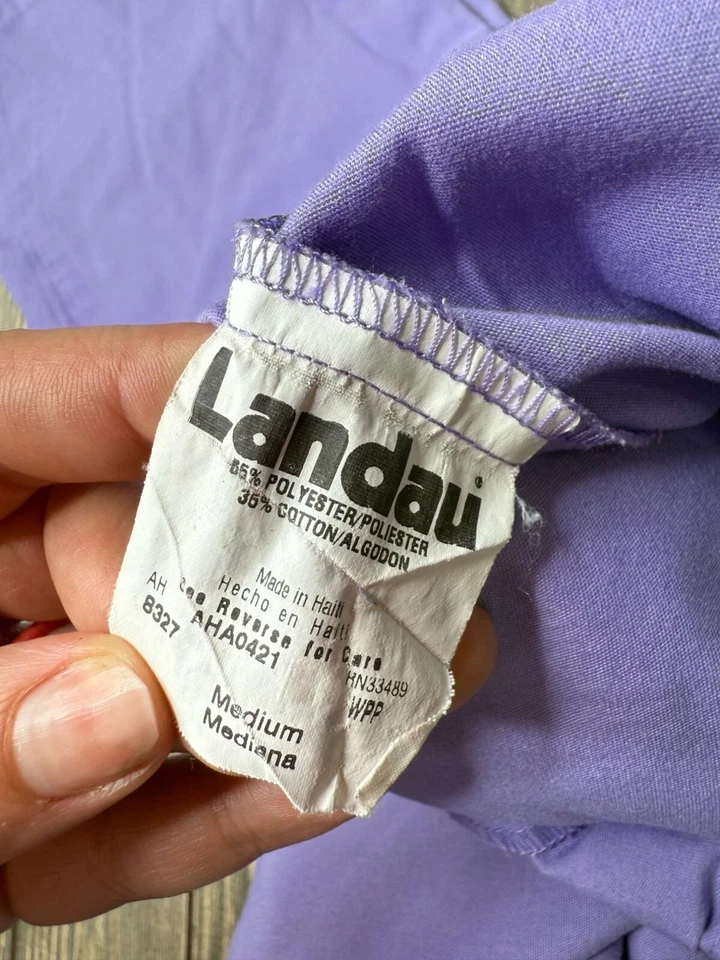 Landau®
65% POLYESTER/POLIESTER
35% COTTON/ALGODON
Made in Haiti
Hecho en Haiti
AH See Reverse for Care
8327 AHA0421
RN33489
WPP
Medium
Mediana